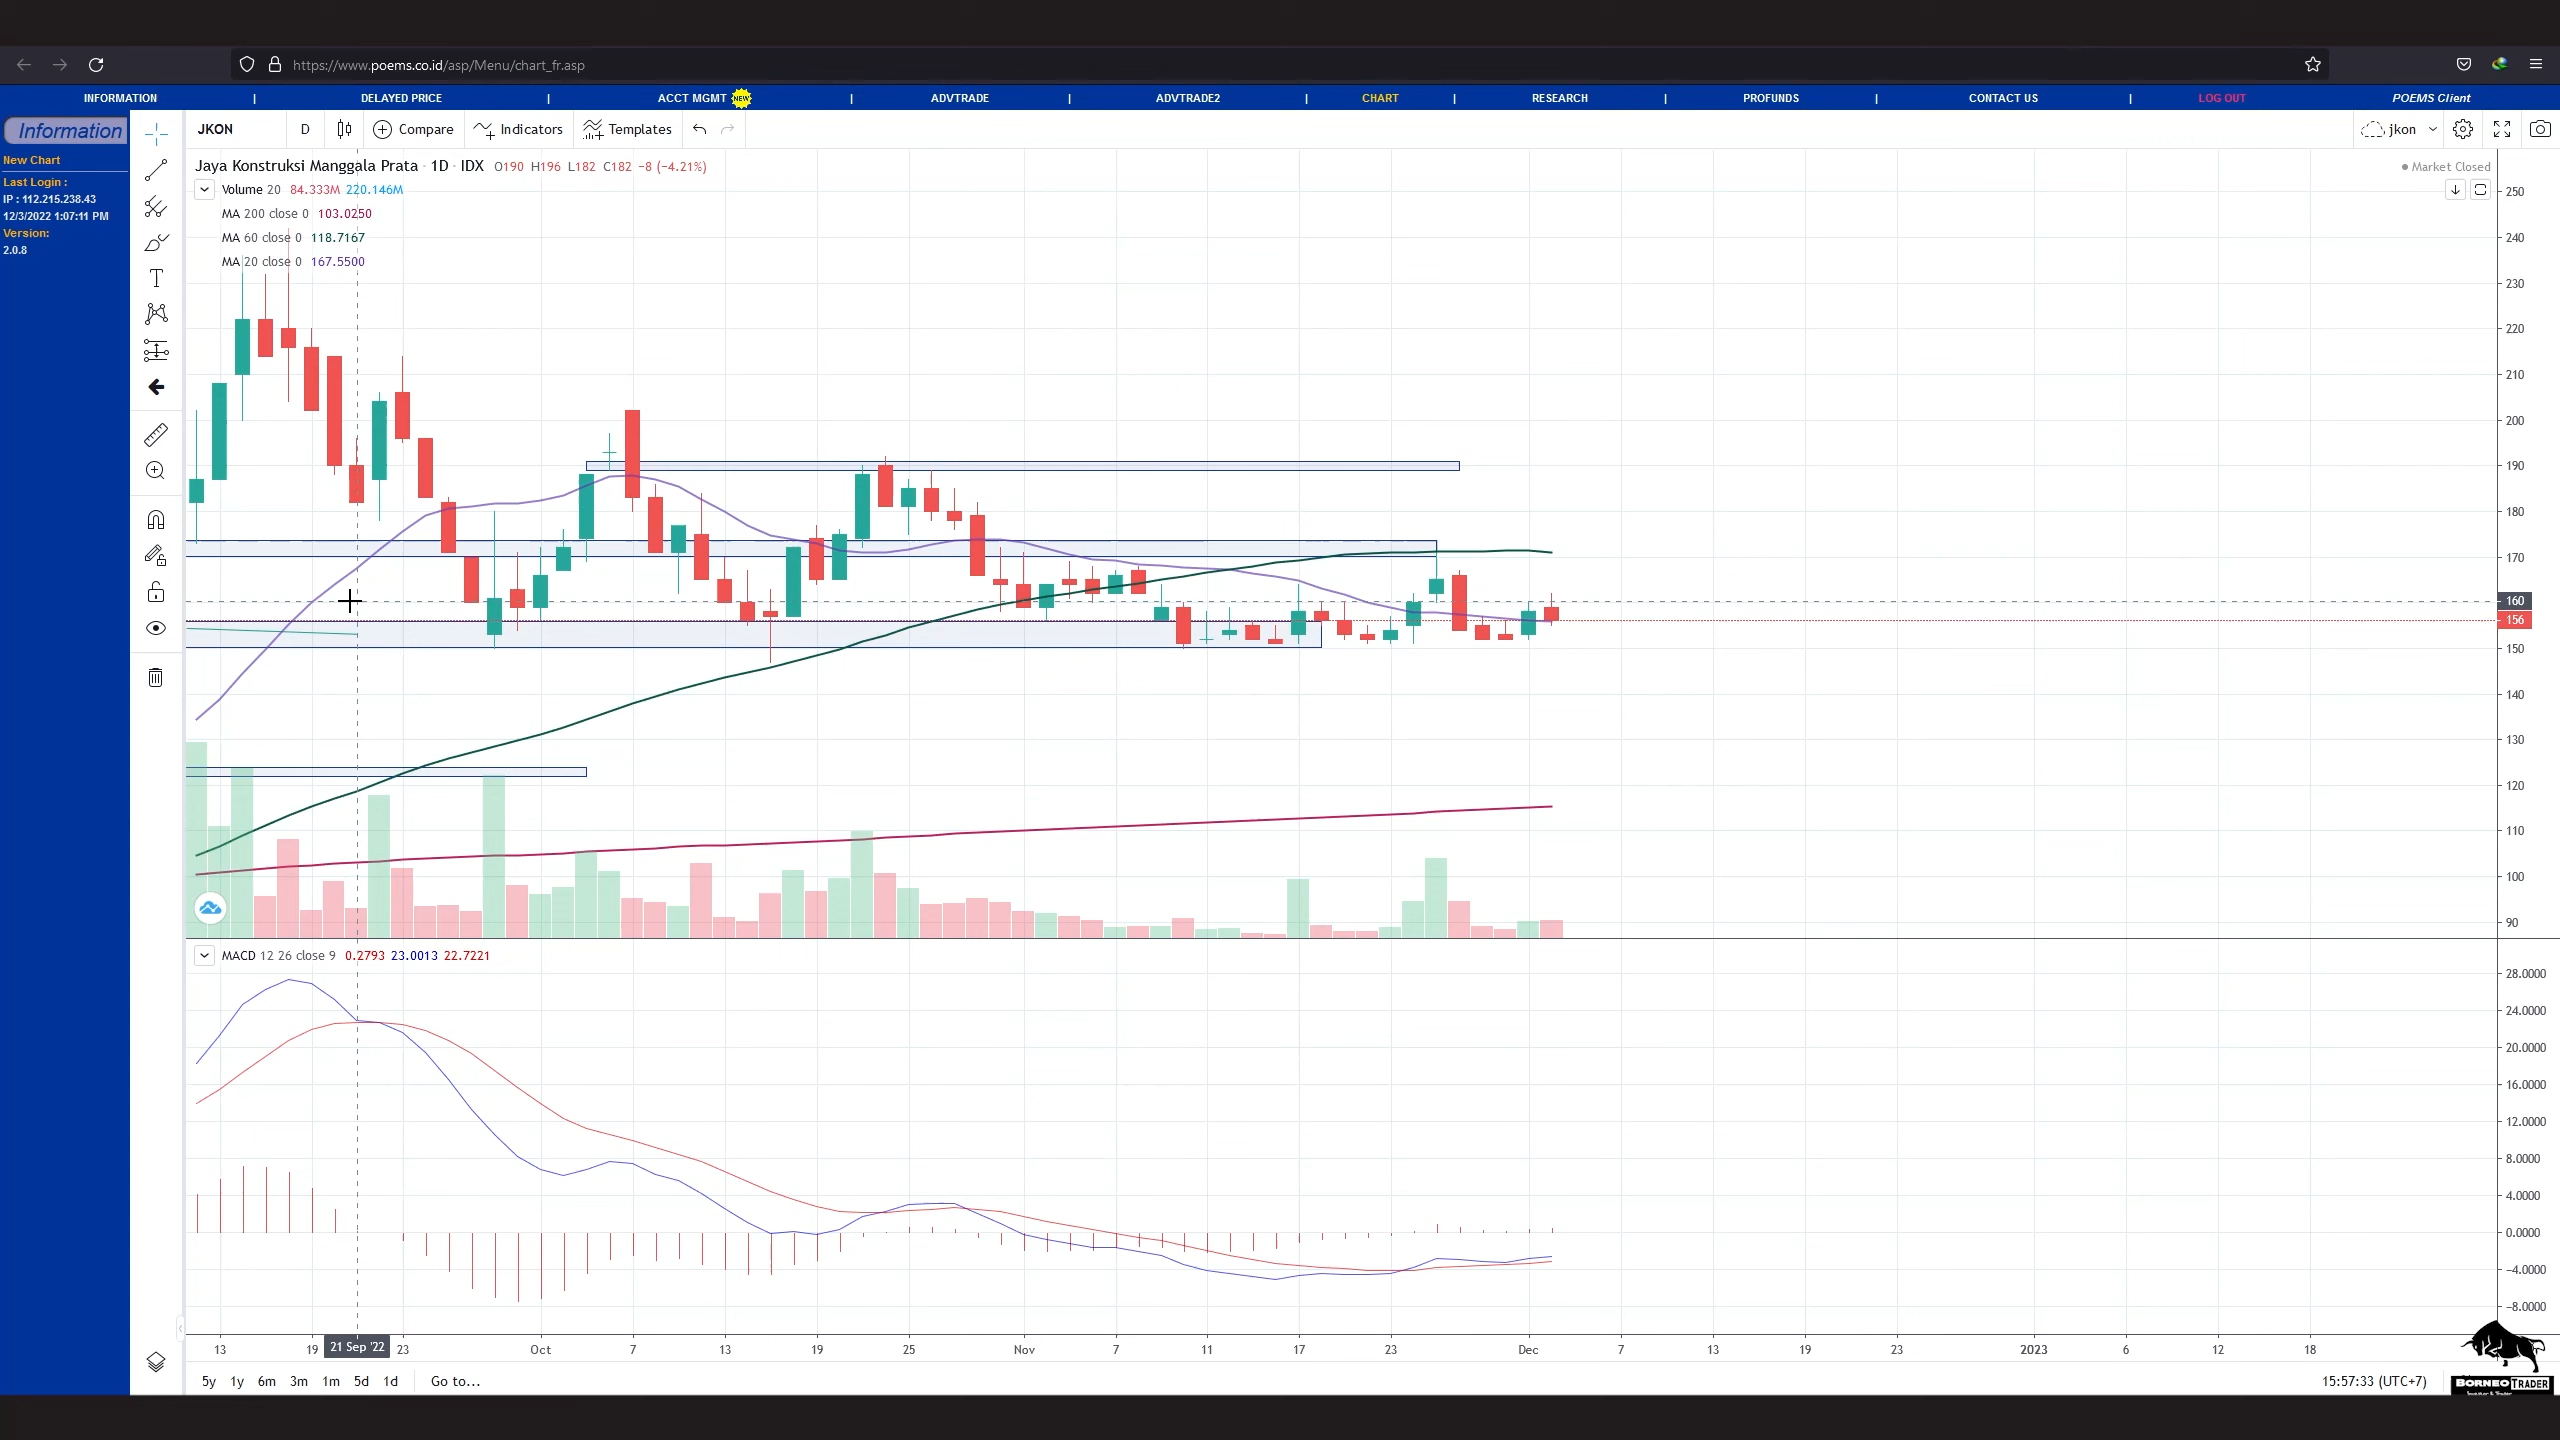 https://www.poems.co.id/asp/Menu/chart_fr.asp
INFORMATION | DELAYED PRICE | ACCT MGMT NEW | ADVTRADE | ADVTRADE2 | CHART | RESEARCH | PROFUNDS | CONTACT US | LOG OUT POEMS Client
Information
New Chart
Last Login :
IP : 112.215.238.43
12/3/2022 1:07:11 PM
Version:
2.0.8
JKON D Compare Indicators Templates jkon
Jaya Konstruksi Manggala Prata · 1D · IDX O190 H196 L182 C182 −8 (−4.21%)
Market Closed
Volume 20 84.333M 220.146M
MA 200 close 0 103.0250
MA 60 close 0 118.7167
MA 20 close 0 167.5500
250
240
230
220
210
200
190
180
170
160
156
150
140
130
120
110
100
90
MACD 12 26 close 9 0.2793 23.0013 22.7221
28.0000
24.0000
20.0000
16.0000
12.0000
8.0000
4.0000
0.0000
−4.0000
−8.0000
13 19 21 Sep '22 23 Oct 7 13 19 25 Nov 7 11 17 23 Dec 7 13 19 23 2023 6 12 18
5y 1y 6m 3m 1m 5d 1d Go to...
15:57:33 (UTC+7)
BORNEO TRADER